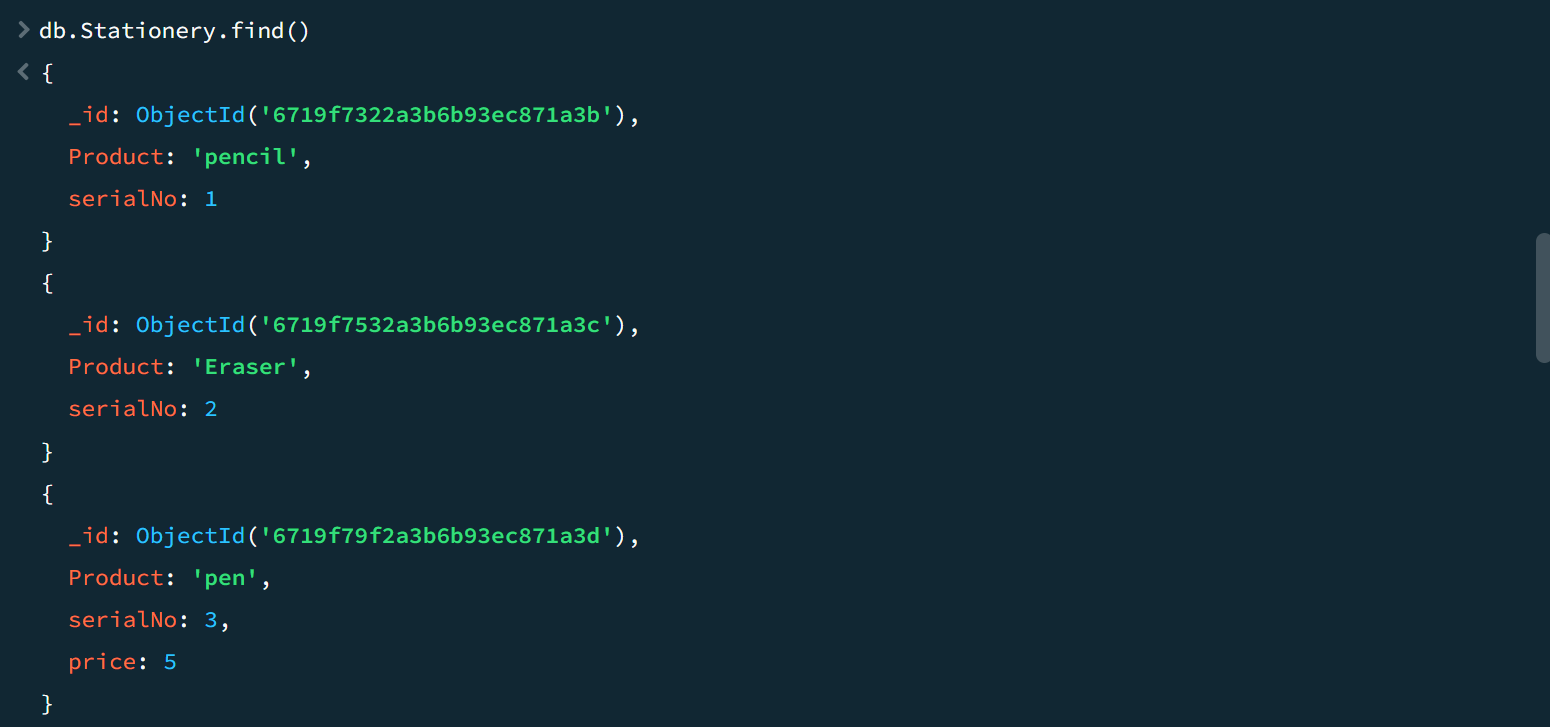 > db.Stationery.find()
< {
_id: ObjectId('6719f7322a3b6b93ec871a3b'),
Product: 'pencil',
serialNo: 1
}
{
_id: ObjectId('6719f7532a3b6b93ec871a3c'),
Product: 'Eraser',
serialNo: 2
}
{
_id: ObjectId('6719f79f2a3b6b93ec871a3d'),
Product: 'pen',
serialNo: 3,
price: 5
}